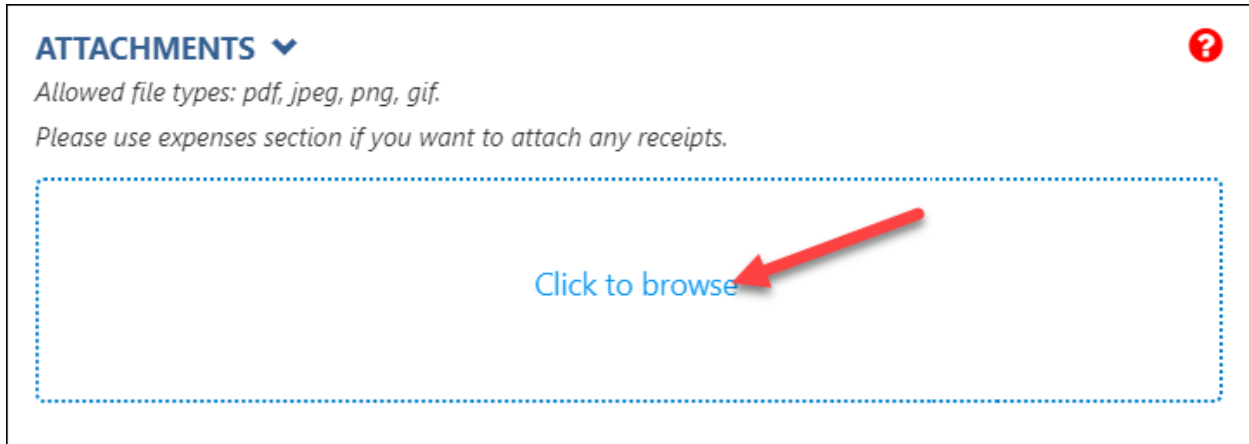 ATTACHMENTS
Allowed file types: pdf, jpeg, png, gif.
Please use expenses section if you want to attach any receipts.
Click to browse